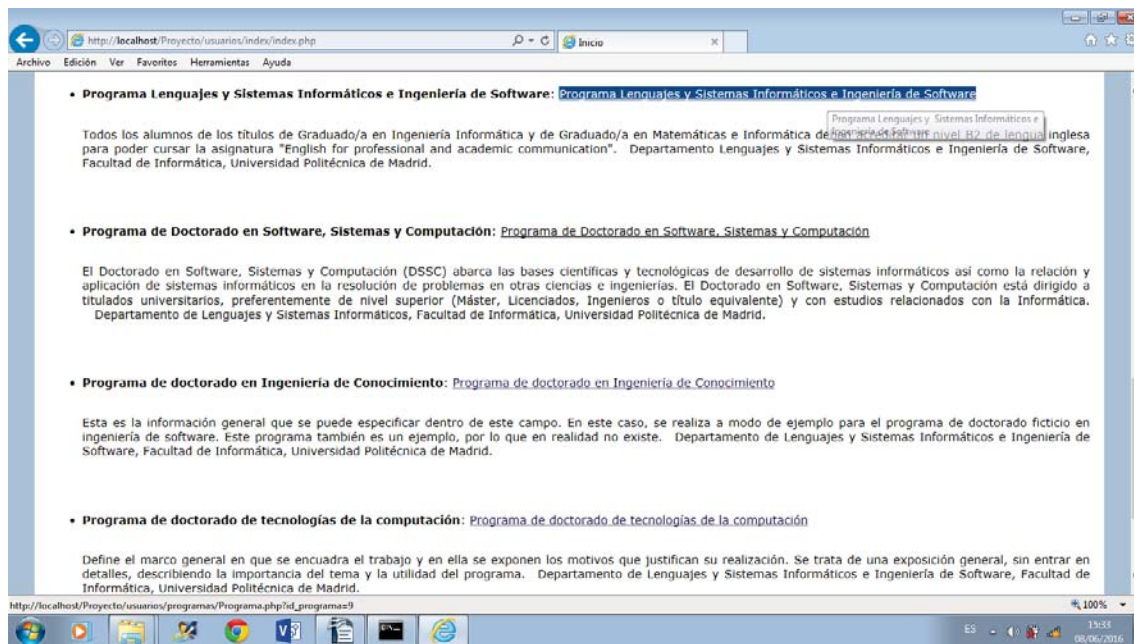 http://localhost/Proyecto/usuarios/index/index.php
Inicio
Archivo Edición Ver Favoritos Herramientas Ayuda
• Programa Lenguajes y Sistemas Informáticos e Ingeniería de Software: Programa Lenguajes y Sistemas Informáticos e Ingeniería de Software
Programa Lenguajes y Sistemas Informáticos e
Ingeniería de Software
Todos los alumnos de los títulos de Graduado/a en Ingeniería Informática y de Graduado/a en Matemáticas e Informática deben acreditar un nivel B2 de lengua inglesa
para poder cursar la asignatura "English for professional and academic communication". Departamento Lenguajes y Sistemas Informáticos e Ingeniería de Software,
Facultad de Informática, Universidad Politécnica de Madrid.
• Programa de Doctorado en Software, Sistemas y Computación: Programa de Doctorado en Software, Sistemas y Computación
El Doctorado en Software, Sistemas y Computación (DSSC) abarca las bases científicas y tecnológicas de desarrollo de sistemas informáticos así como la relación y
aplicación de sistemas informáticos en la resolución de problemas en otras ciencias e ingenierías. El Doctorado en Software, Sistemas y Computación está dirigido a
titulados universitarios, preferentemente de nivel superior (Máster, Licenciados, Ingenieros o título equivalente) y con estudios relacionados con la Informática.
Departamento de Lenguajes y Sistemas Informáticos, Facultad de Informática, Universidad Politécnica de Madrid.
• Programa de doctorado en Ingeniería de Conocimiento: Programa de doctorado en Ingeniería de Conocimiento
Esta es la información general que se puede especificar dentro de este campo. En este caso, se realiza a modo de ejemplo para el programa de doctorado ficticio en
ingeniería de software. Este programa también es un ejemplo, por lo que en realidad no existe. Departamento de Lenguajes y Sistemas Informáticos e Ingeniería de
Software, Facultad de Informática, Universidad Politécnica de Madrid.
• Programa de doctorado de tecnologías de la computación: Programa de doctorado de tecnologías de la computación
Define el marco general en que se encuadra el trabajo y en ella se exponen los motivos que justifican su realización. Se trata de una exposición general, sin entrar en
detalles, describiendo la importancia del tema y la utilidad del programa. Departamento de Lenguajes y Sistemas Informáticos e Ingeniería de Software, Facultad de
Informática, Universidad Politécnica de Madrid.
http://localhost/Proyecto/usuarios/programas/Programa.php?id_programa=9
100%
ES
15:33
08/06/2016